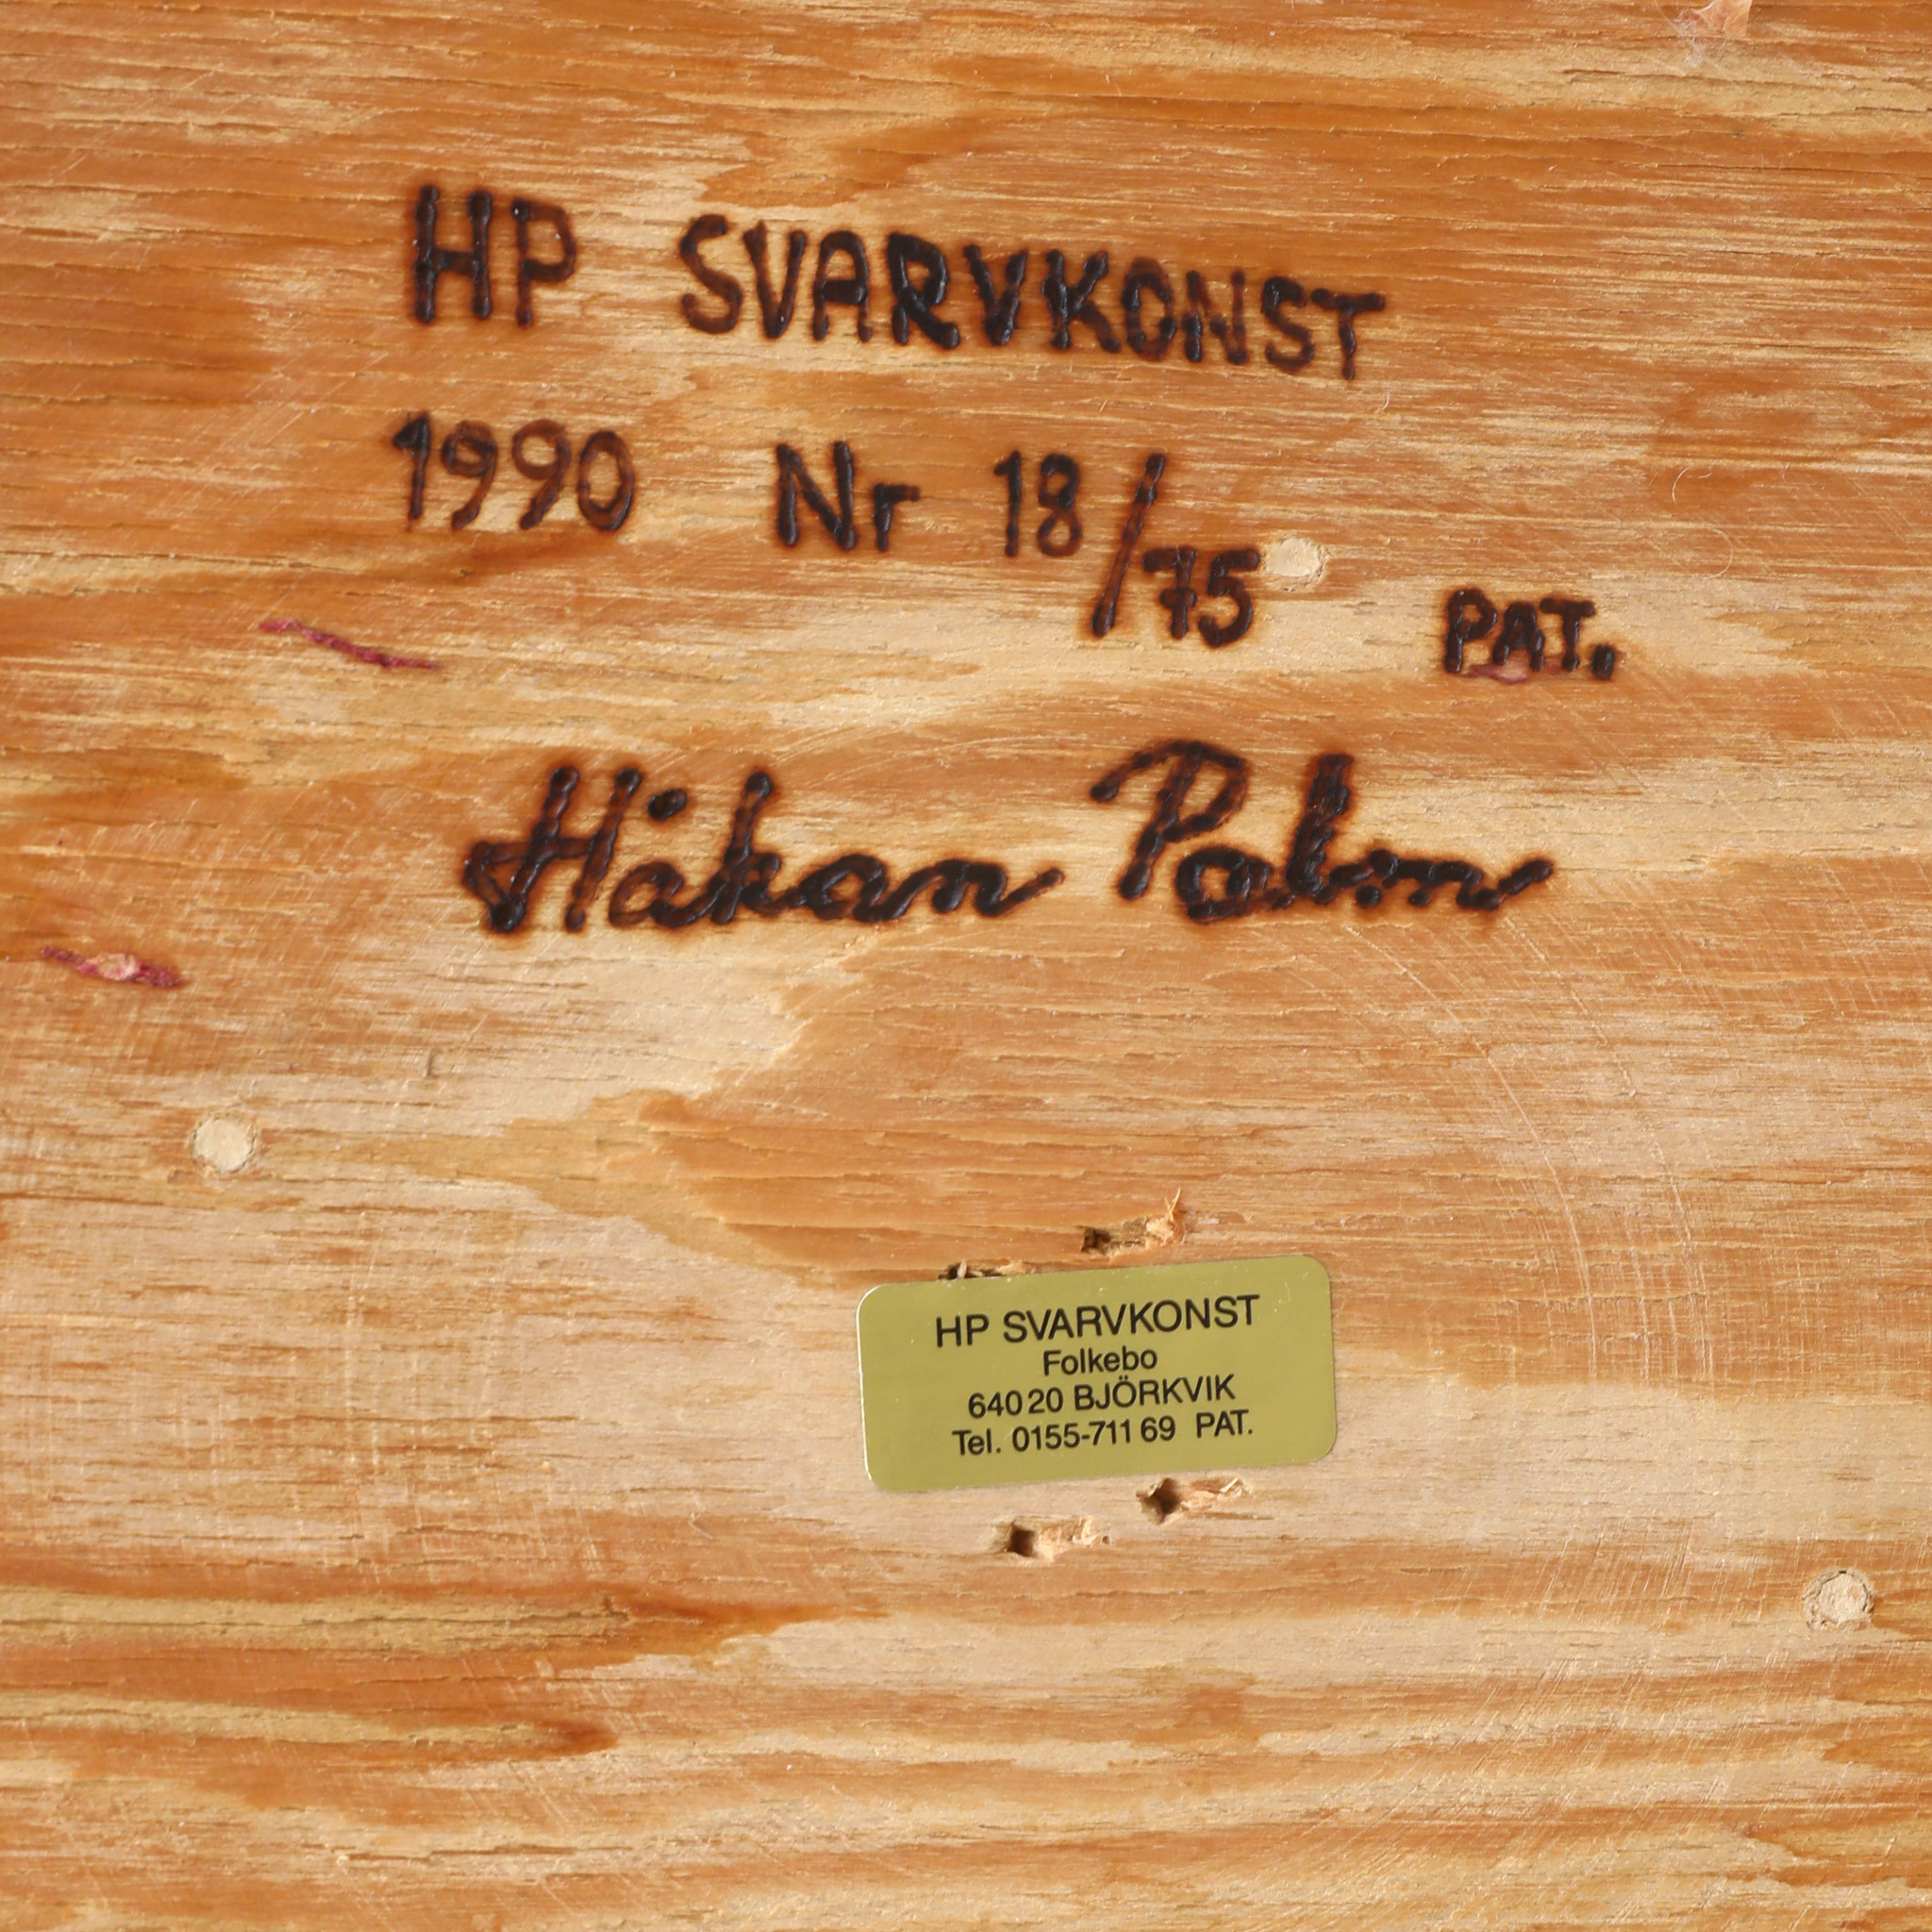 HP SVARVKONST
1990 Nr 18/75 PAT.
Håkan Palm
HP SVARVKONST
Folkebo
640 20 BJÖRKVIK
Tel. 0155-711 69 PAT.